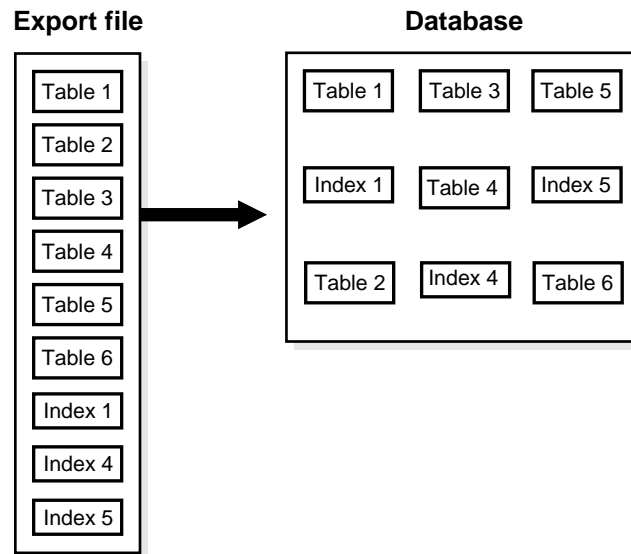 Export file
Table 1
Table 2
Table 3
Table 4
Table 5
Table 6
Index 1
Index 4
Index 5
Database
Table 1
Table 3
Table 5
Index 1
Table 4
Index 5
Table 2
Index 4
Table 6